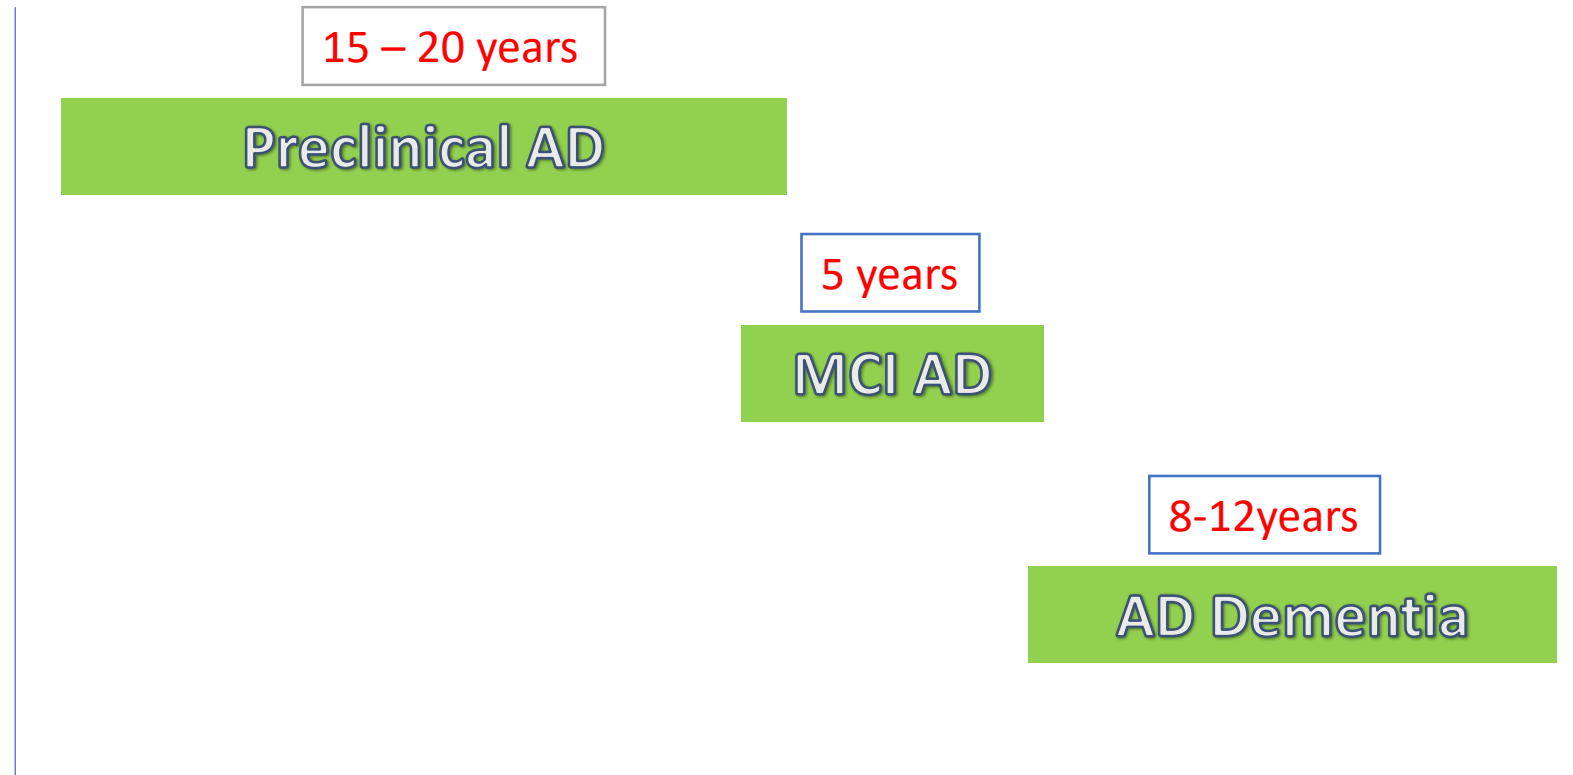 15 – 20 years
Preclinical AD
5 years
MCI AD
8-12years
AD Dementia